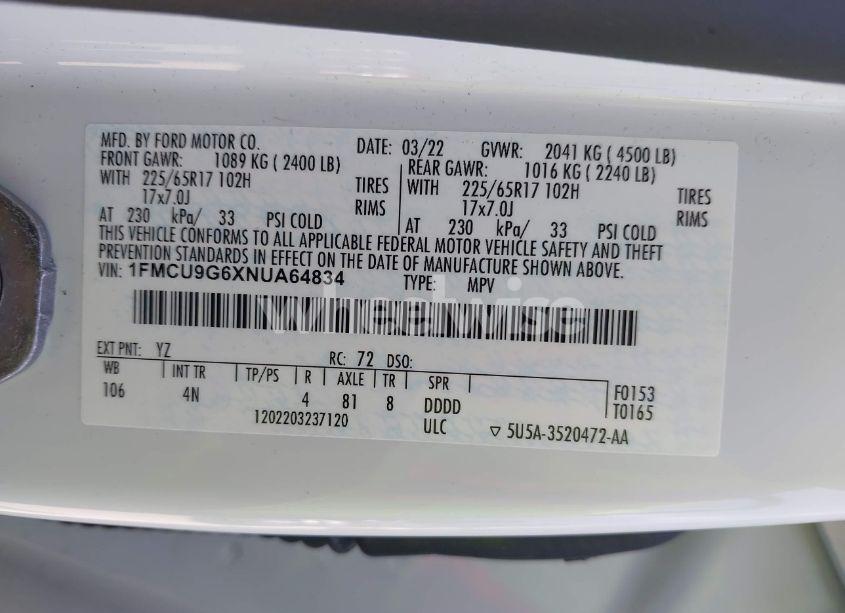 MFD. BY FORD MOTOR CO. DATE: 03/22 GVWR: 2041 KG ( 4500 LB)
FRONT GAWR: 1089 KG ( 2400 LB) REAR GAWR: 1016 KG ( 2240 LB)
WITH 225/65R17 102H TIRES WITH 225/65R17 102H TIRES
17x7.0J RIMS 17x7.0J RIMS
AT 230 kPa/ 33 PSI COLD AT 230 kPa/ 33 PSI COLD
THIS VEHICLE CONFORMS TO ALL APPLICABLE FEDERAL MOTOR VEHICLE SAFETY AND THEFT
PREVENTION STANDARDS IN EFFECT ON THE DATE OF MANUFACTURE SHOWN ABOVE.
VIN: 1FMCU9G6XNUA64834 TYPE: MPV
wheelwise
EXT PNT: YZ RC: 72 DSO:
WB INT TR TP/PS R AXLE TR SPR
106 4N 4 81 8 DDDD
F0153
T0165
1202203237120 ULC ▽ 5U5A-3520472-AA